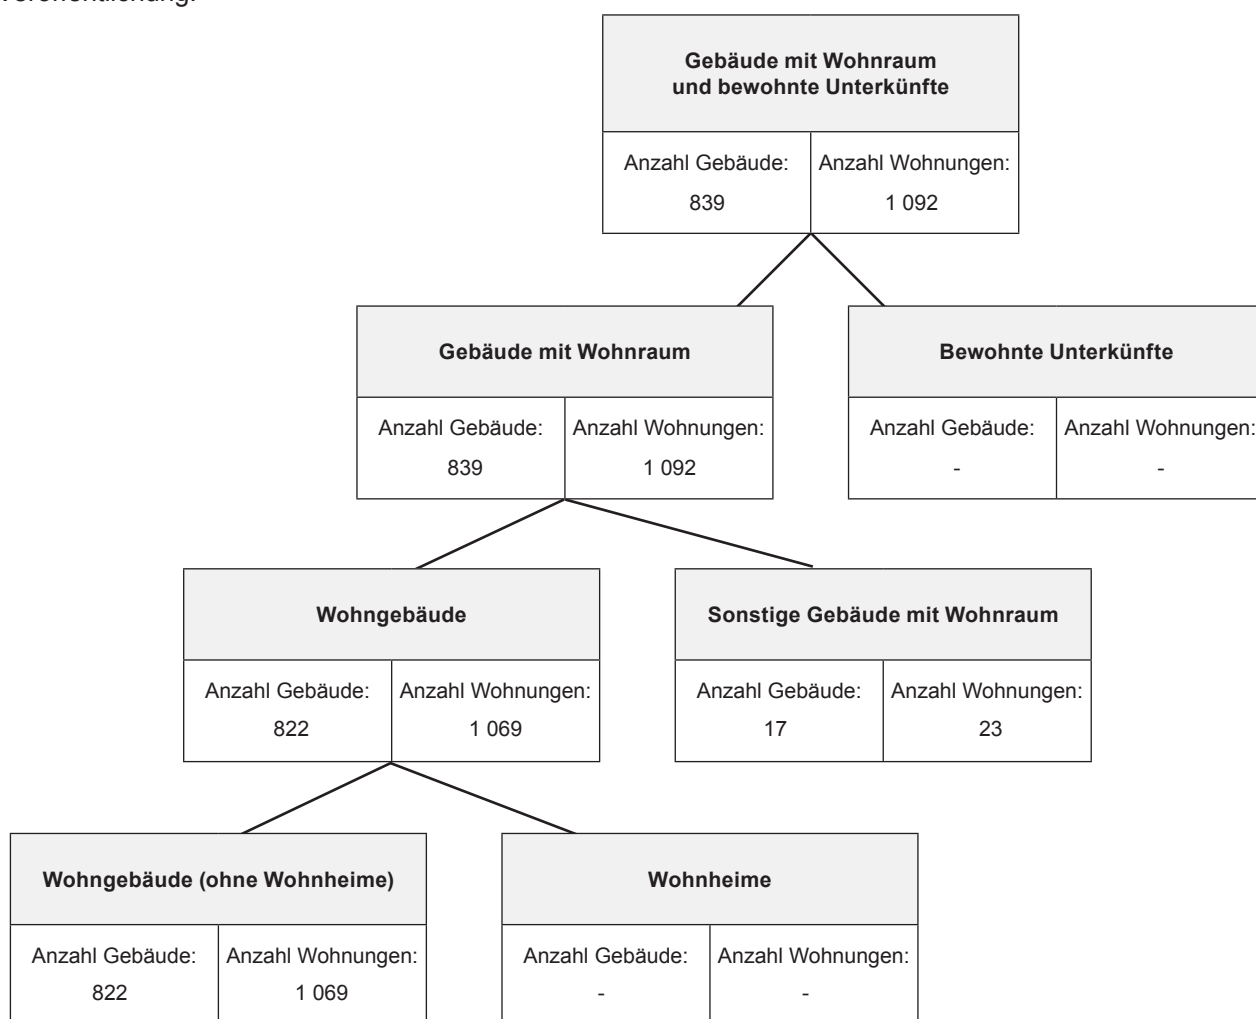 Gebäude mit Wohnraum
und bewohnte Unterkünfte
Anzahl Gebäude: Anzahl Wohnungen:
839 1 092
Gebäude mit Wohnraum Bewohnte Unterkünfte
Anzahl Gebäude: Anzahl Wohnungen: Anzahl Gebäude: Anzahl Wohnungen:
839 1 092 - -
Wohngebäude Sonstige Gebäude mit Wohnraum
Anzahl Gebäude: Anzahl Wohnungen: Anzahl Gebäude: Anzahl Wohnungen:
822 1 069 17 23
Wohngebäude (ohne Wohnheime) Wohnheime
Anzahl Gebäude: Anzahl Wohnungen: Anzahl Gebäude: Anzahl Wohnungen:
822 1 069 - -